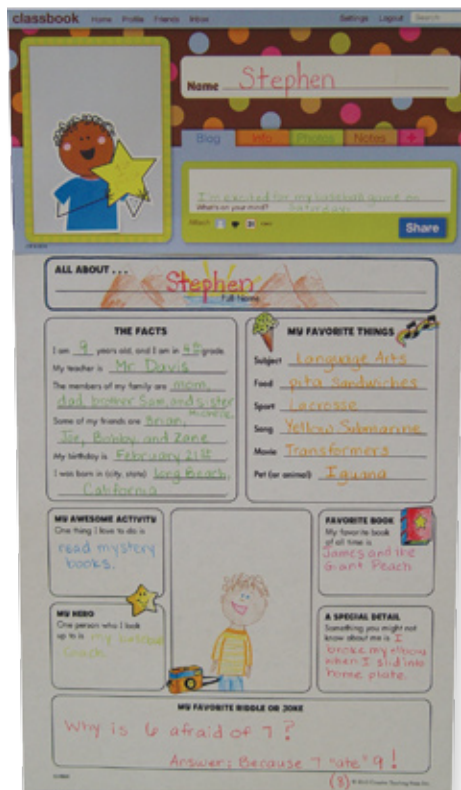 classbook Home Profile Friends Inbox Settings Logout Search
Name Stephen
Blog Info Photos Notes +
I'm excited for my baseball game on
What's on your mind? Saturday.
Attach
Share
ALL ABOUT . . .
Stephen
Full Name
THE FACTS
I am 9 years old, and I am in 4th grade.
My teacher is Mr. Davis
The members of my family are mom,
dad, brother Sam, and sister
Michelle,
Some of my friends are Brian,
Joe, Bobby and Zane
My birthday is February 21st
I was born in (city, state) Long Beach,
California
MY FAVORITE THINGS
Subject Language Arts
Food pita sandwiches
Sport Lacrosse
Song Yellow Submarine
Movie Transformers
Pet (or animal) Iguana
MY AWESOME ACTIVITY
One thing I love to do is
read mystery
books.
MY HERO
One person who I look
up to is my baseball
coach.
FAVORITE BOOK
My favorite book
of all time is
James and the
Giant Peach
A SPECIAL DETAIL
Something you might not
know about me is I
broke my elbow
when I slid into
home plate.
MY FAVORITE RIDDLE OR JOKE
Why is 6 afraid of 7?
Answer: Because 7 "ate" 9!
(8)